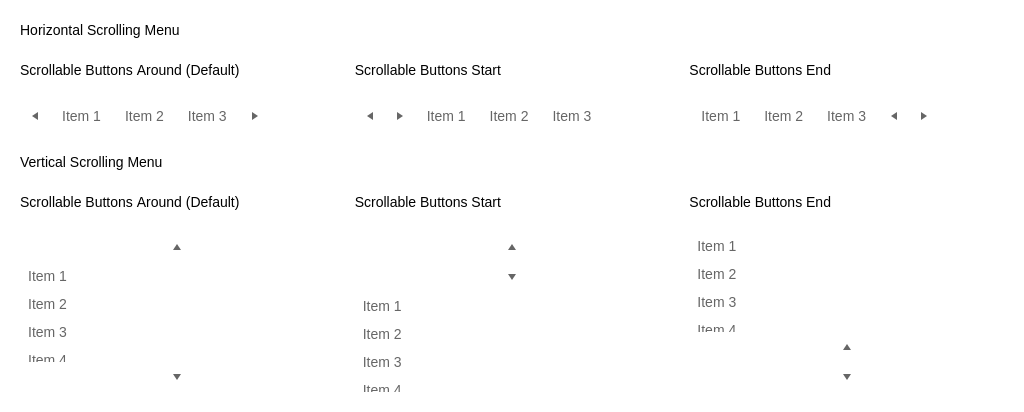 Horizontal Scrolling Menu
Scrollable Buttons Around (Default)
Scrollable Buttons Start
Scrollable Buttons End
Item 1 Item 2 Item 3
Item 1 Item 2 Item 3
Item 1 Item 2 Item 3
Vertical Scrolling Menu
Scrollable Buttons Around (Default)
Scrollable Buttons Start
Scrollable Buttons End
Item 1
Item 2
Item 3
Item 4
Item 1
Item 2
Item 3
Item 4
Item 1
Item 2
Item 3
Item 4